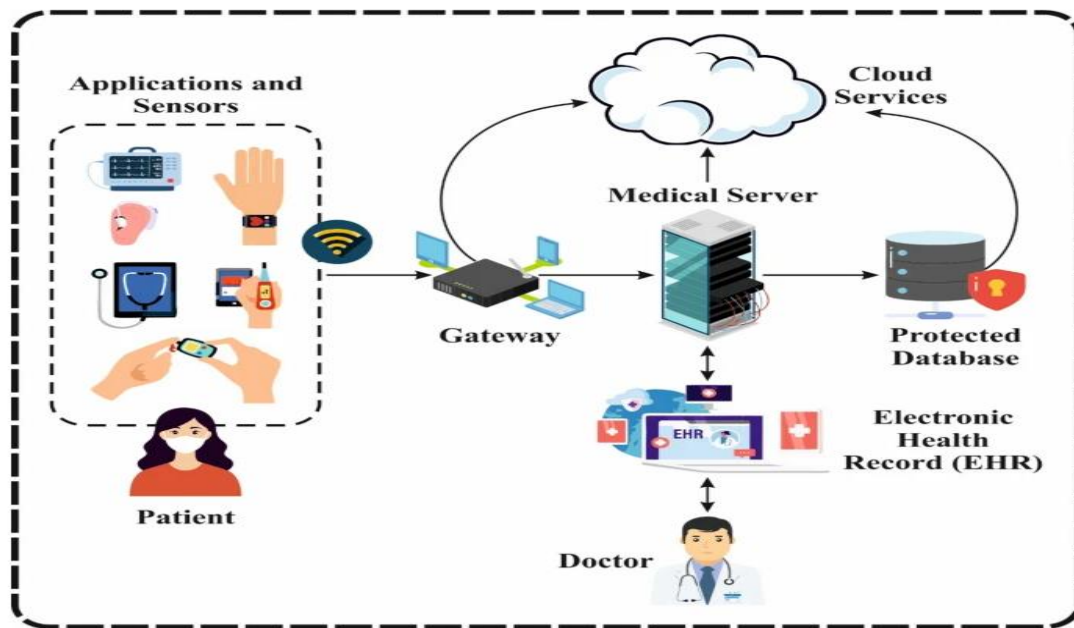 Applications and
Sensors
Cloud
Services
Medical Server
Gateway
Protected
Database
EHR
Electronic
Health
Record (EHR)
Patient
Doctor